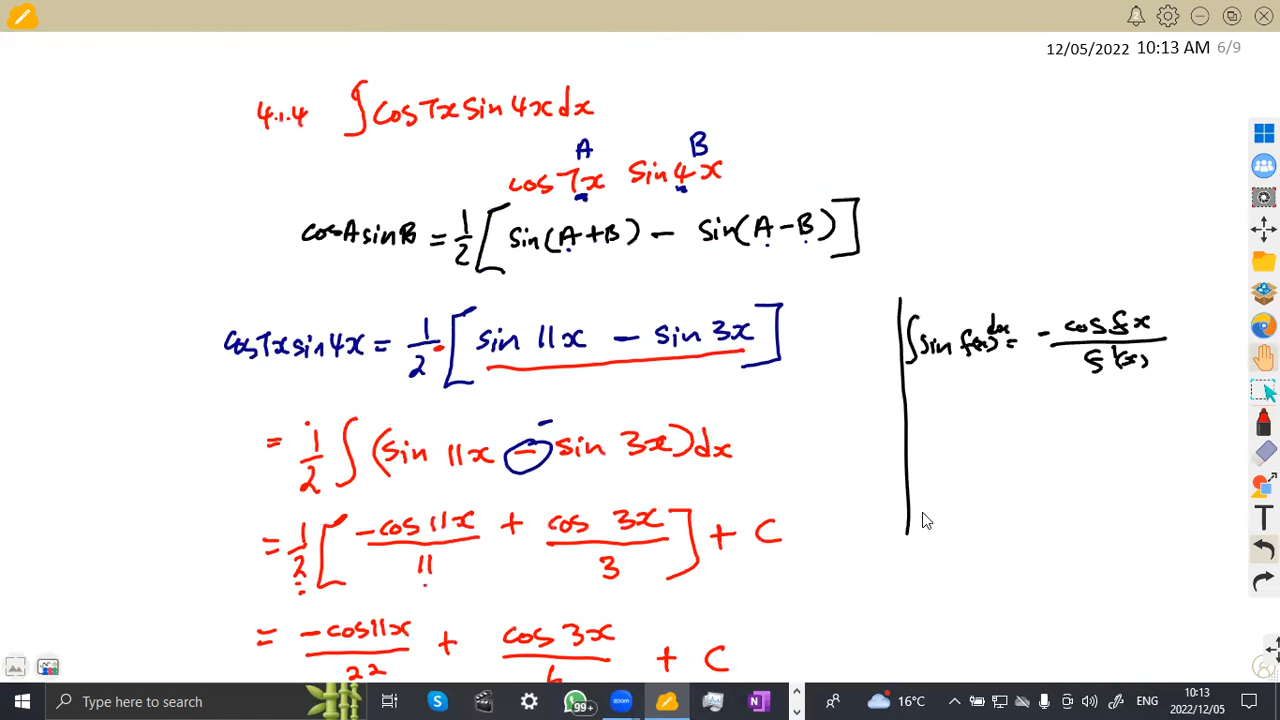 12/05/2022 10:13 AM 6/9
4.1.4 ∫cos7x sin 4x dx
A B
cos7x sin4x
cosA sinB = 1/2 [sin(A+B) − sin(A−B)]
cos7x sin4x = 1/2 [sin 11x − sin 3x]
∫sin f(x) dx = − cos f x / f'(x)
= 1/2 ∫(sin 11x − sin 3x)dx
= 1/2 [−cos 11x / 11 + cos 3x / 3] + C
= −cos11x / 22 + cos 3x / 6 + C
Type here to search
99+
zoom
N
16°C
ENG
10:13
2022/12/05